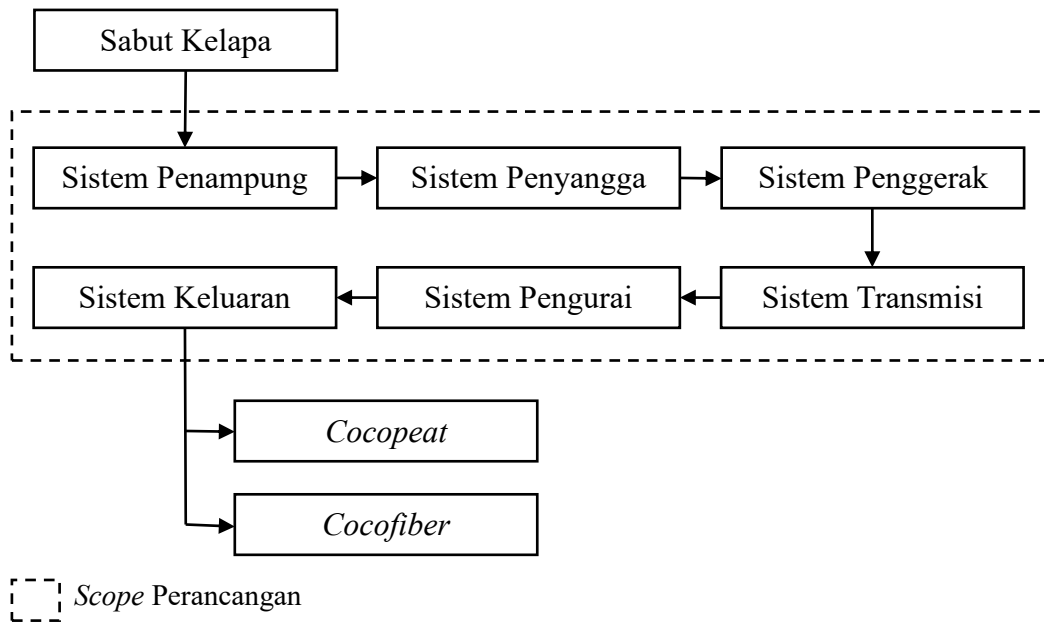 Sabut Kelapa
Sistem Penampung
Sistem Penyangga
Sistem Penggerak
Sistem Keluaran
Sistem Pengurai
Sistem Transmisi
Cocopeat
Cocofiber
Scope Perancangan